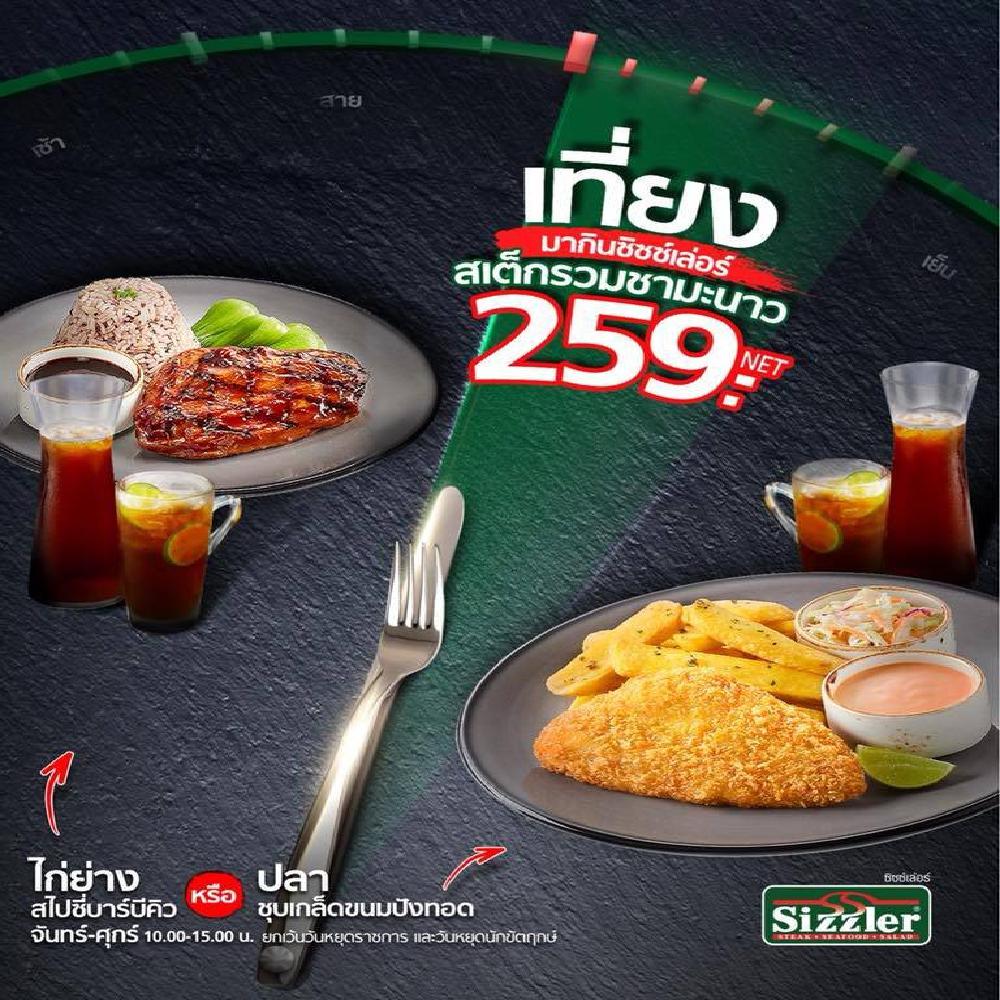 เช้า
สาย
เที่ยง
มากินซิซซ์เล่อร์
สเต็กรวมชามะนาว
259.-
NET
เย็น
ไก่ย่าง
สไปซี่บาร์บีคิว
หรือ
ปลา
ชุบเกล็ดขนมปังทอด
จันทร์-ศุกร์ 10.00-15.00 น. ยกเว้นวันหยุดราชการ และวันหยุดนักขัตฤกษ์
ซิซซ์เล่อร์
Sizzler
STEAK • SEAFOOD • SALAD